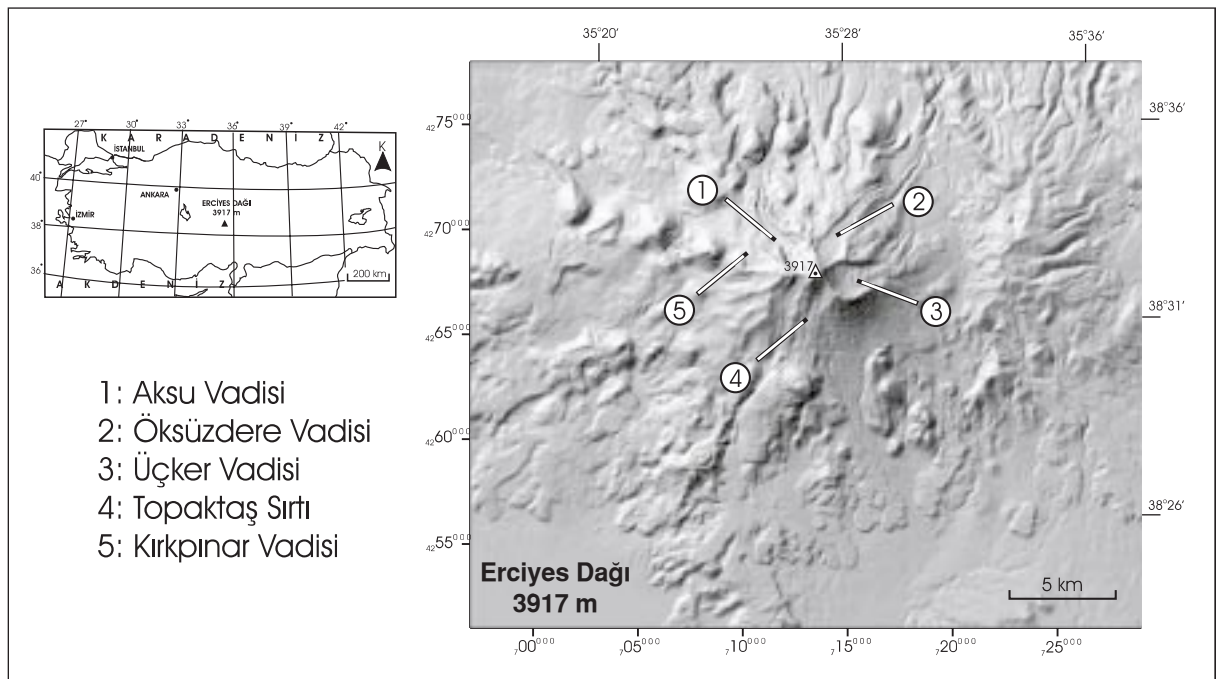 27° 30° 33° 36° 39° 42°
K A R A D E N İ Z
İSTANBUL
K
40°
ANKARA
ERCİYES DAĞI
3917 m
İZMİR
38°
36°
200 km
A K D E N İ Z
1: Aksu Vadisi
2: Öksüzdere Vadisi
3: Üçker Vadisi
4: Topaktaş Sırtı
5: Kırkpınar Vadisi
35°20' 35°28' 35°36'
4275000
38°36'
1
2
4270000
3917
5
3
38°31'
4265000
4
4260000
38°26'
4255000
Erciyes Dağı
3917 m
5 km
700000 705000 710000 715000 720000 725000